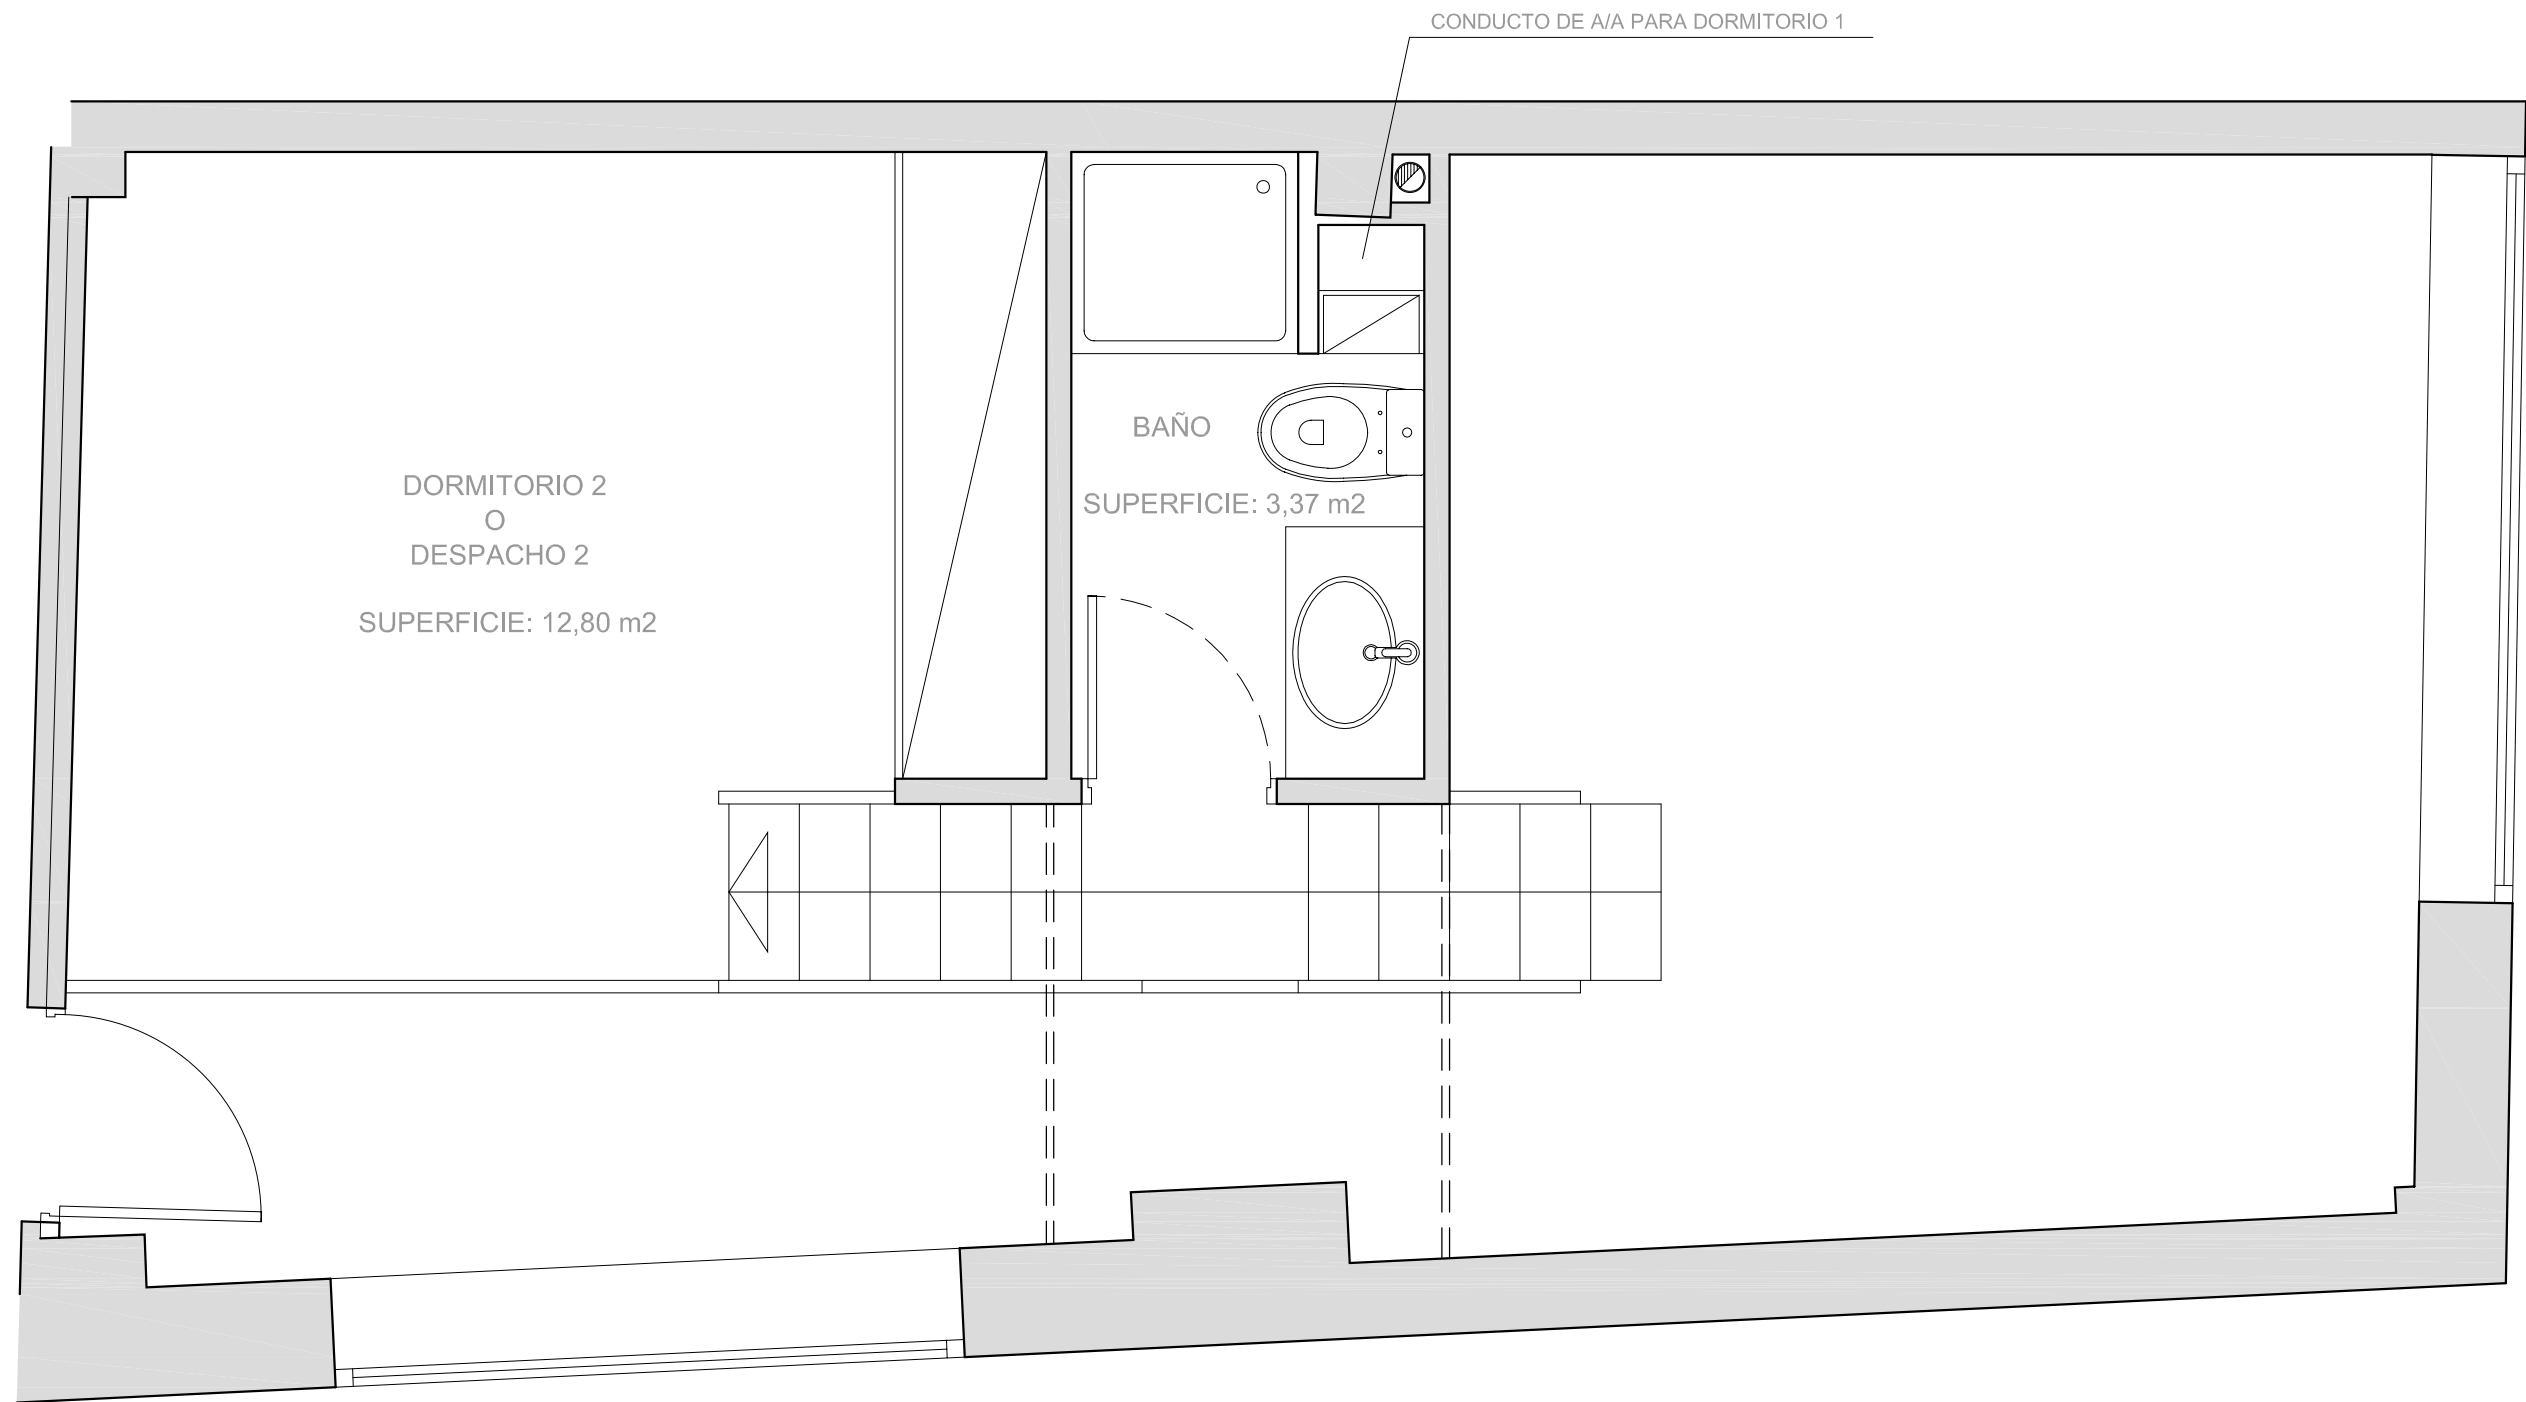 CONDUCTO DE A/A PARA DORMITORIO 1
BAÑO
SUPERFICIE: 3,37 m2
DORMITORIO 2
O
DESPACHO 2
SUPERFICIE: 12,80 m2